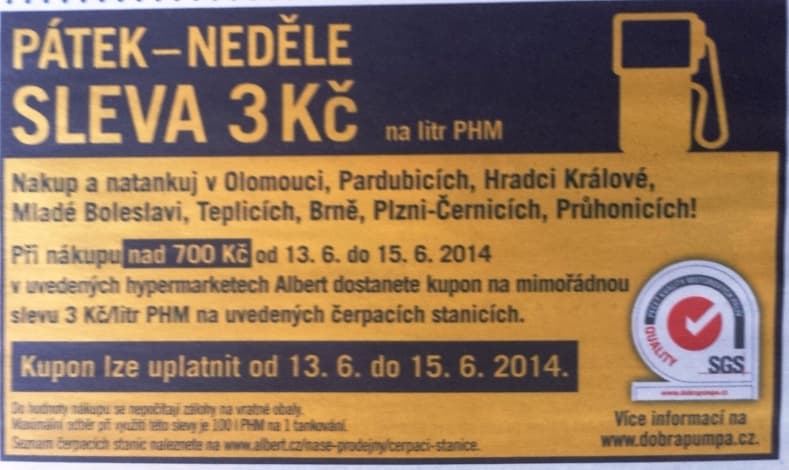 PÁTEK – NEDĚLE
SLEVA 3 KČ na litr PHM
Nakup a natankuj v Olomouci, Pardubicích, Hradci Králové,
Mladé Boleslavi, Teplicích, Brně, Plzni-Černicích, Průhonicích!
Při nákupu nad 700 Kč od 13. 6. do 15. 6. 2014
v uvedených hypermarketech Albert dostanete kupon na mimořádnou
slevu 3 Kč/litr PHM na uvedených čerpacích stanicích.
Kupon lze uplatnit od 13. 6. do 15. 6. 2014.
QUALITY
SGS
www.dobrapumpa.cz
Do hodnoty nákupu se nepočítají zálohy na vratné obaly.
Maximální odběr při využití této slevy je 100 l PHM na 1 tankování.
Seznam čerpacích stanic naleznete na www.albert.cz/nase-prodejny/cerpaci-stanice.
Více informací na
www.dobrapumpa.cz.